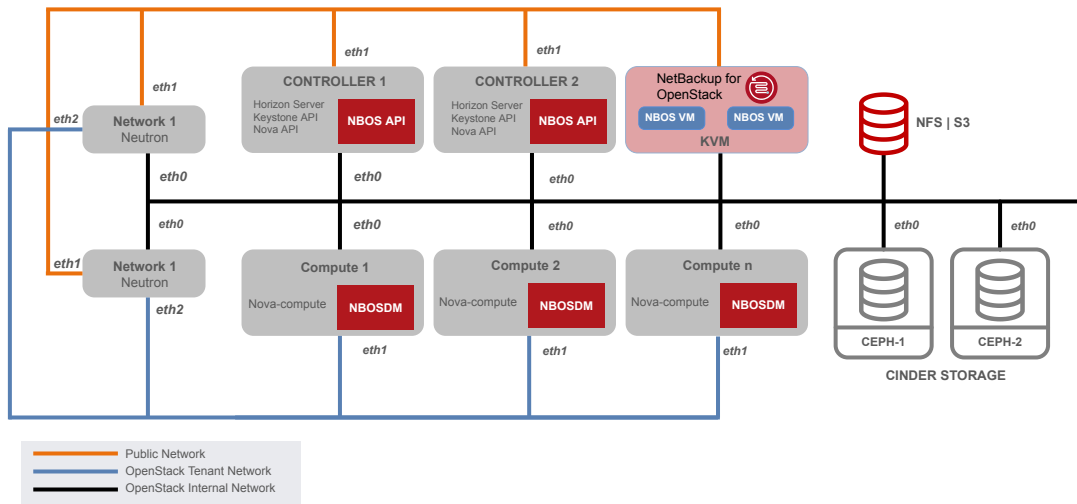 eth1
eth1
eth1
CONTROLLER 1
Horizon Server
Keystone API
Nova API
NBOS API
CONTROLLER 2
Horizon Server
Keystone API
Nova API
NBOS API
NetBackup for
OpenStack
NBOS VM
NBOS VM
KVM
eth2
Network 1
Neutron
NFS | S3
eth0
eth0
eth0
eth0
eth0
eth0
eth0
eth0
eth0
eth1
Network 1
Neutron
eth2
Compute 1
Nova-compute
NBOSDM
Compute 2
Nova-compute
NBOSDM
Compute n
Nova-compute
NBOSDM
CEPH-1
CEPH-2
eth1
eth1
eth1
CINDER STORAGE
Public Network
OpenStack Tenant Network
OpenStack Internal Network